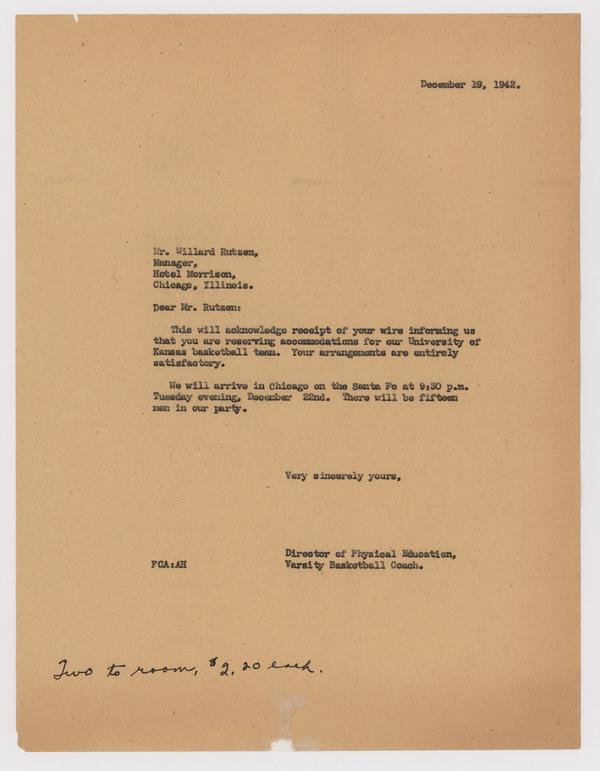 December 19, 1942.
Mr. Willard Rutzen,
Manager,
Hotel Morrison,
Chicago, Illinois.
Dear Mr. Rutzen:
This will acknowledge receipt of your wire informing us
that you are reserving accommodations for our University of
Kansas basketball team. Your arrangements are entirely
satisfactory.
We will arrive in Chicago on the Santa Fe at 9:30 p.m.
Tuesday evening, December 22nd. There will be fifteen
men in our party.
Very sincerely yours,
Director of Physical Education,
FCA:AH Varsity Basketball Coach.
Two to room, $2.20 each.